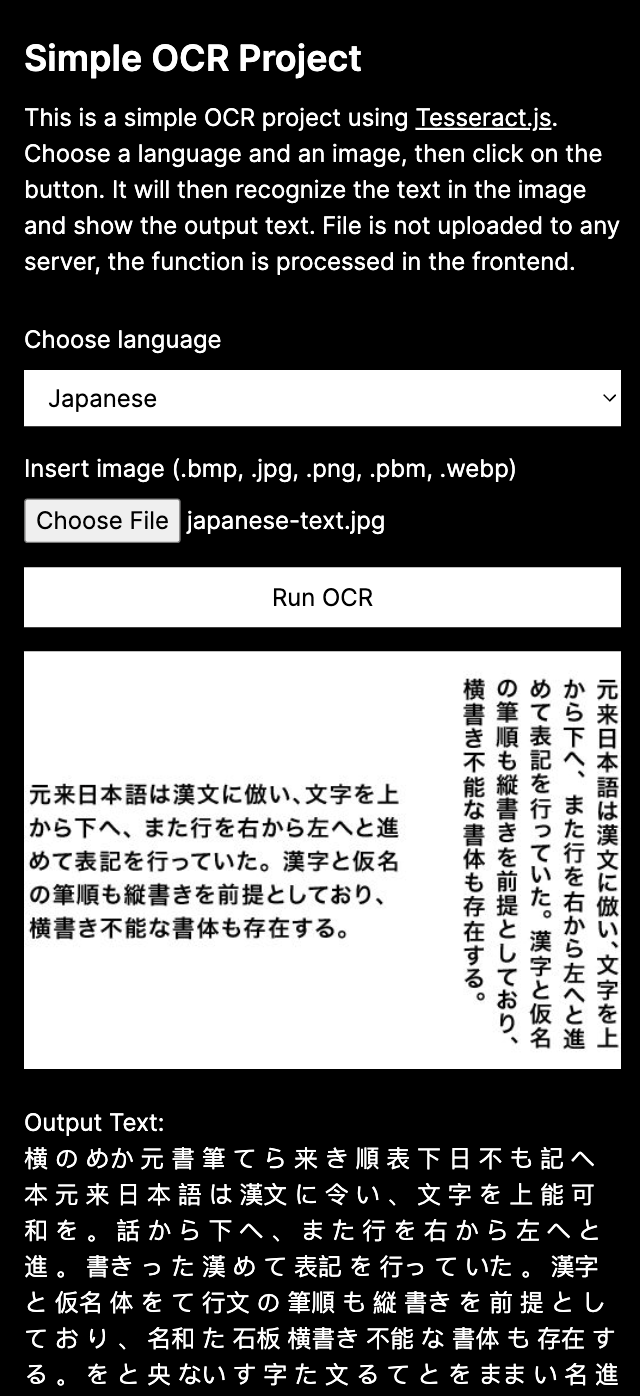 Simple OCR Project
This is a simple OCR project using Tesseract.js.
Choose a language and an image, then click on the
button. It will then recognize the text in the image
and show the output text. File is not uploaded to any
server, the function is processed in the frontend.
Choose language
Japanese
Insert image (.bmp, .jpg, .png, .pbm, .webp)
Choose File japanese-text.jpg
Run OCR
元来日本語は漢文に倣い、文字を上
から下へ、また行を右から左へと進
めて表記を行っていた。漢字と仮名
の筆順も縦書きを前提としており、
横書き不能な書体も存在する。
元来日本語は漢文に倣い、文字を上
から下へ、また行を右から左へと進
めて表記を行っていた。漢字と仮名
の筆順も縦書きを前提としており、
横書き不能な書体も存在する。
Output Text:
横 の めか 元 書 筆 て ら 来 き 順 表 下 日 不 も 記 へ
本 元 来 日 本 語 は 漢文 に 令 い 、 文 字 を 上 能 可
和 を 。 話 か ら 下 へ 、 ま た 行 を 右 か ら 左 へ と
進 。 書き っ た 漢 め て 表記 を 行っ て いた 。 漢字
と 仮名 体 を て 行文 の 筆順 も 縦 書き を 前 提 と し
て お り 、 名和 た 石板 横書き 不能 な 書体 も 存在 す
る 。 を と 央 ない す 字 た 文 る て と を ままい 名 進